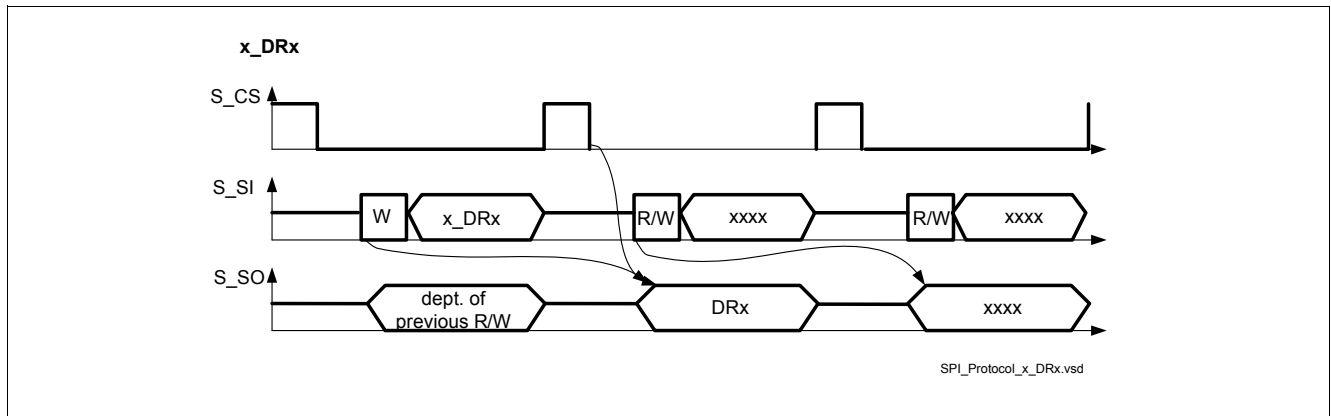 x_DRx
S_CS
S_SI
W
x_DRx
R/W
xxxx
R/W
xxxx
S_SO
dept. of
previous R/W
DRx
xxxx
SPI_Protocol_x_DRx.vsd